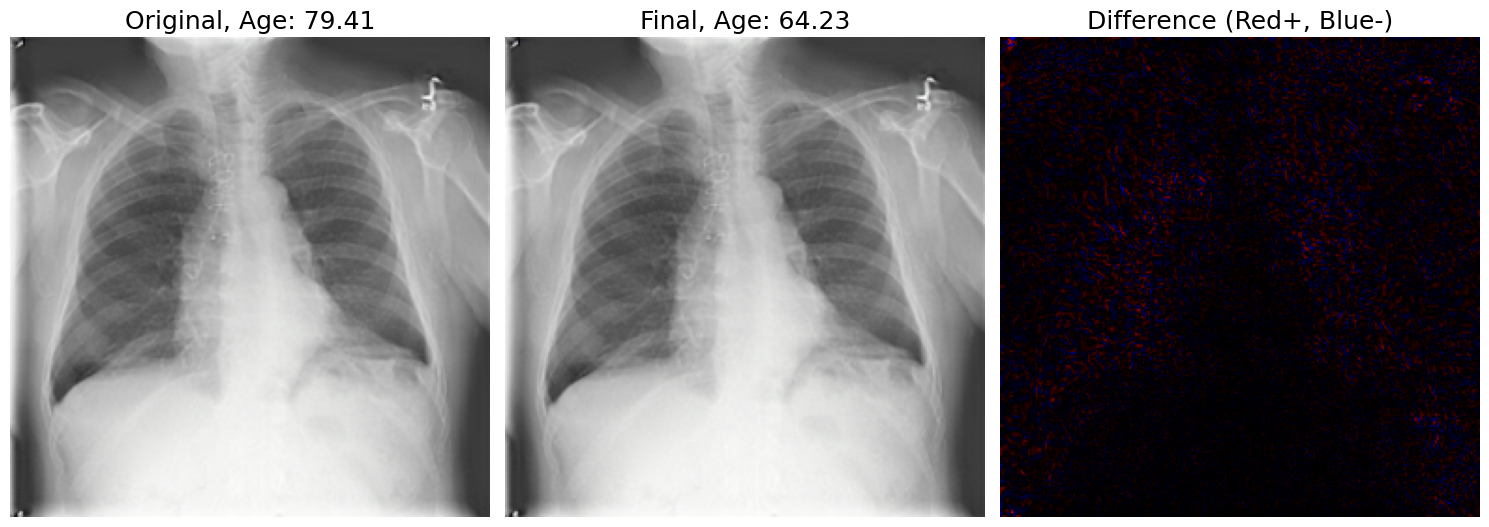 Original, Age: 79.41
Final, Age: 64.23
Difference (Red+, Blue-)